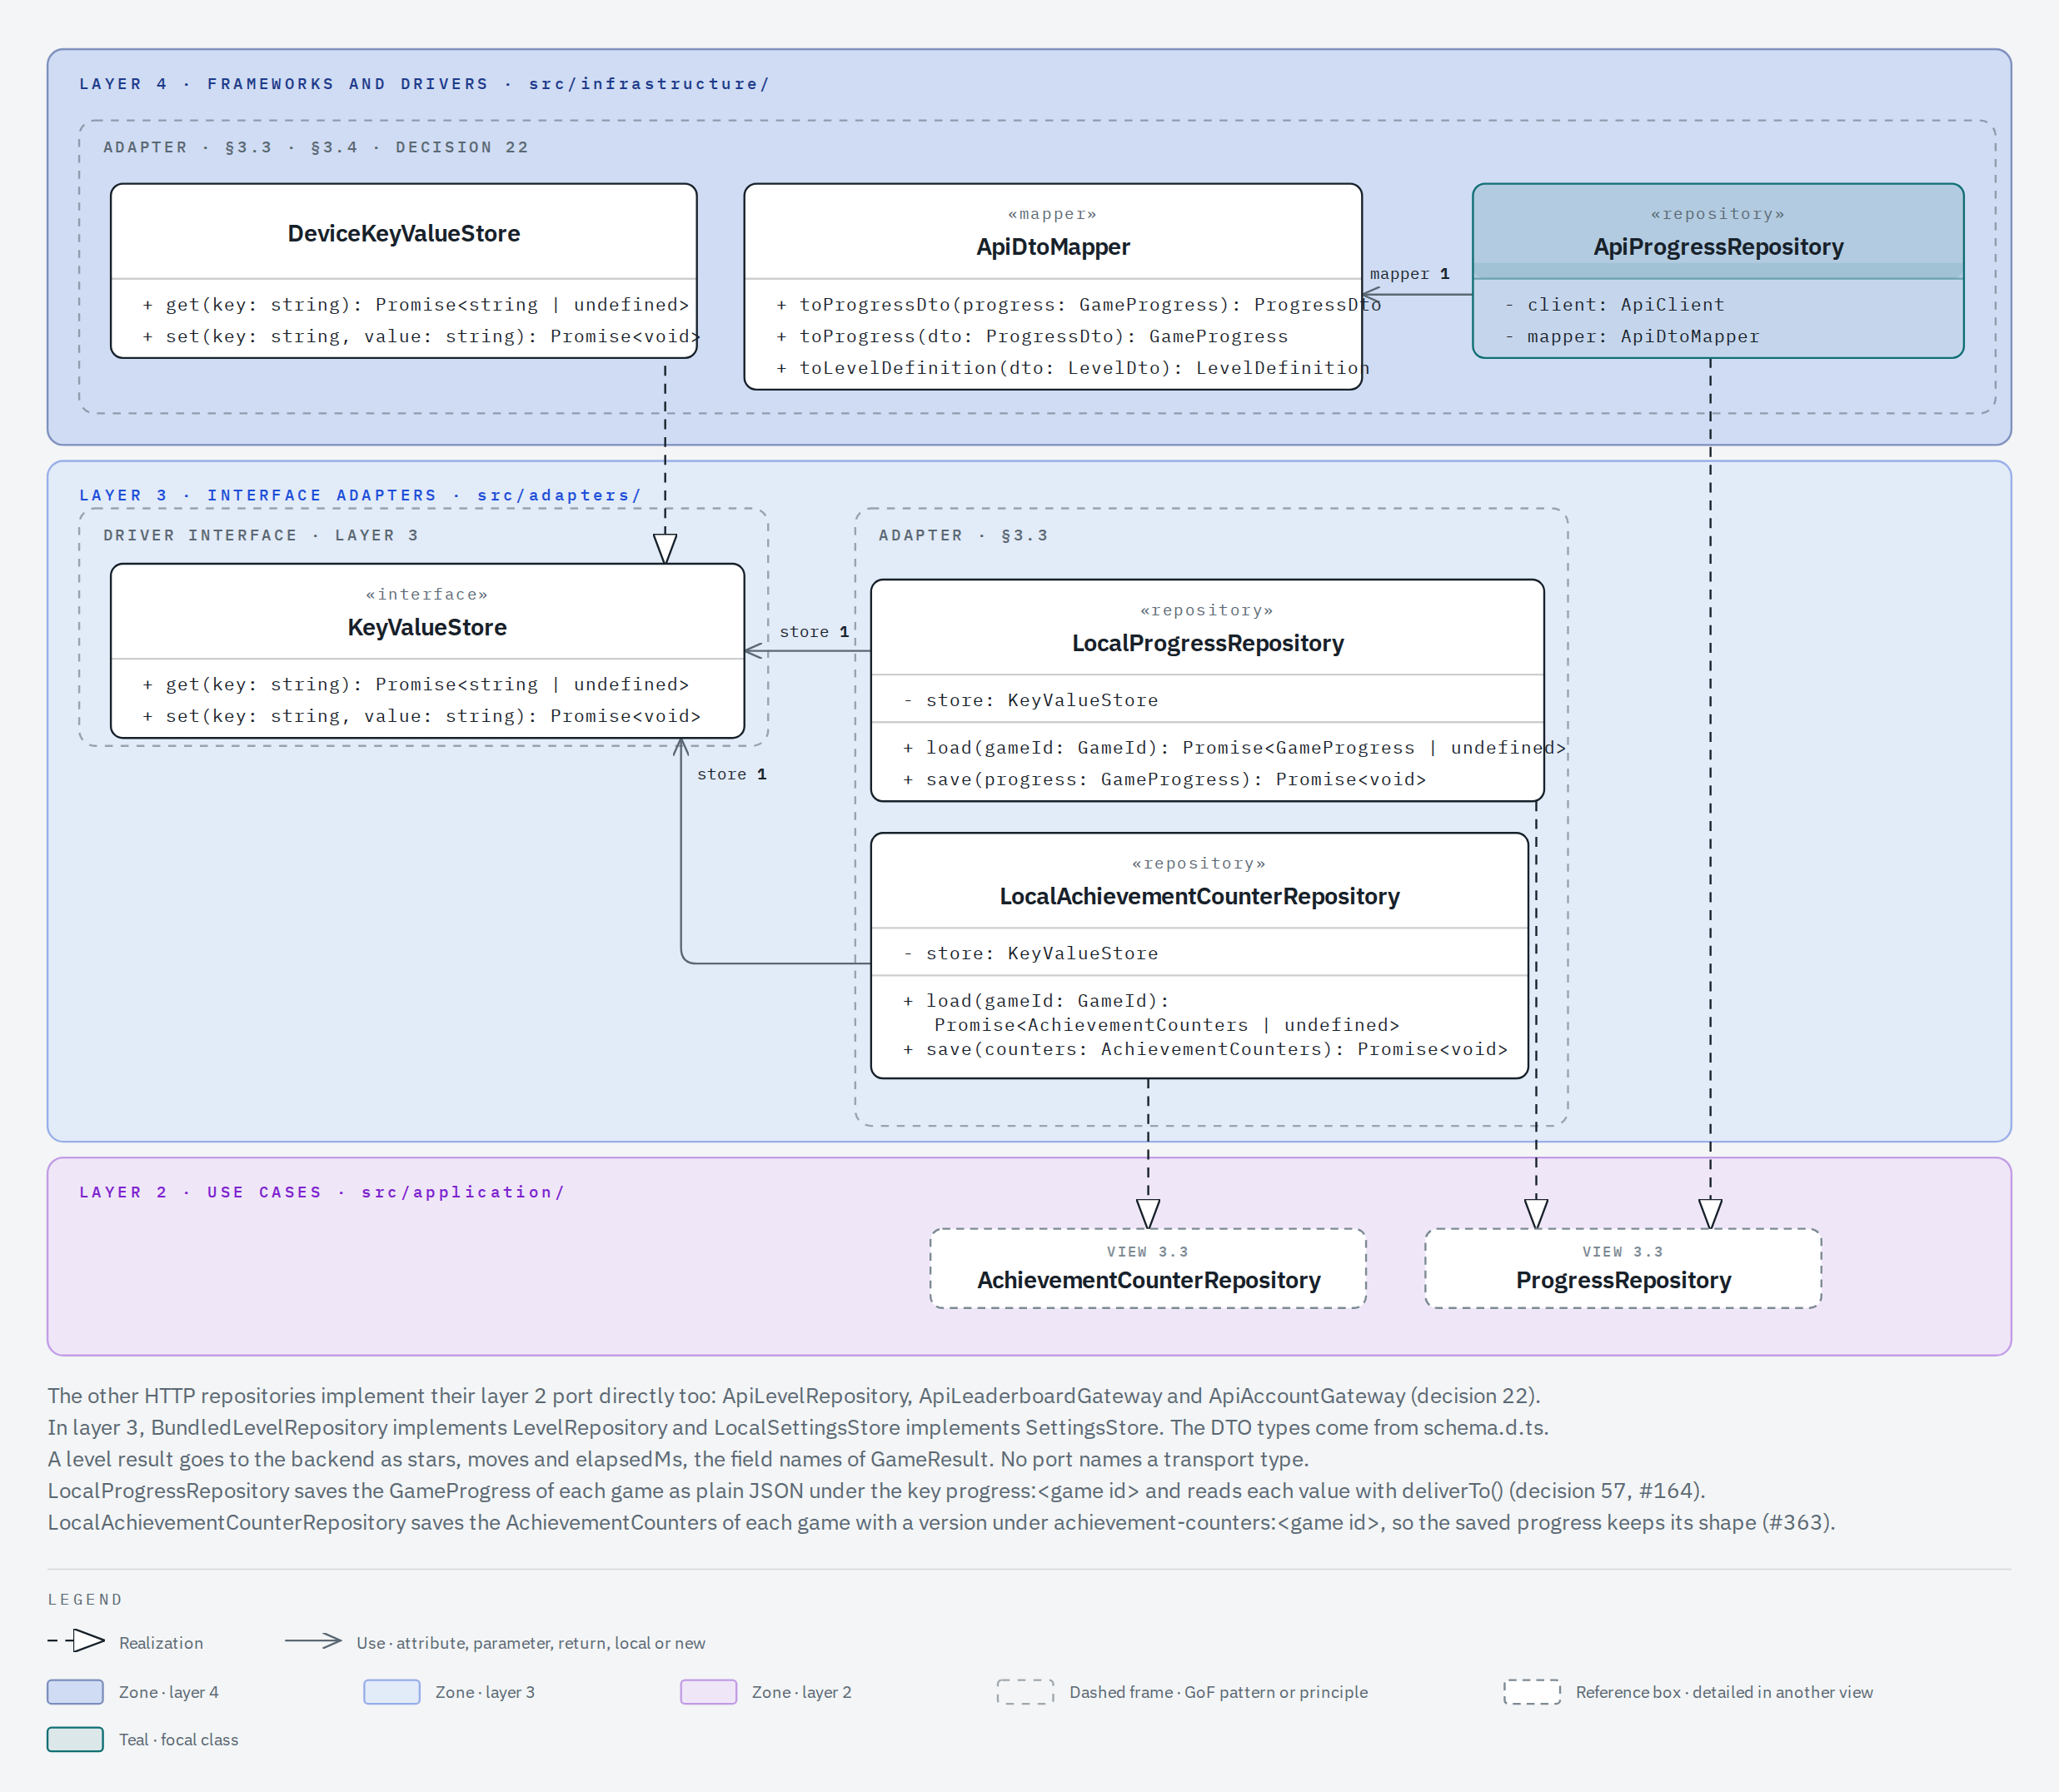 LAYER 4 · FRAMEWORKS AND DRIVERS · src/infrastructure/
ADAPTER · §3.3 · §3.4 · DECISION 22
DeviceKeyValueStore
+ get(key: string): Promise<string | undefined>
+ set(key: string, value: string): Promise<void>
«mapper»
ApiDtoMapper
+ toProgressDto(progress: GameProgress): ProgressDto
+ toProgress(dto: ProgressDto): GameProgress
+ toLevelDefinition(dto: LevelDto): LevelDefinition
mapper 1
«repository»
ApiProgressRepository
- client: ApiClient
- mapper: ApiDtoMapper
LAYER 3 · INTERFACE ADAPTERS · src/adapters/
DRIVER INTERFACE · LAYER 3
«interface»
KeyValueStore
+ get(key: string): Promise<string | undefined>
+ set(key: string, value: string): Promise<void>
store 1
store 1
ADAPTER · §3.3
«repository»
LocalProgressRepository
- store: KeyValueStore
+ load(gameId: GameId): Promise<GameProgress | undefined>
+ save(progress: GameProgress): Promise<void>
«repository»
LocalAchievementCounterRepository
- store: KeyValueStore
+ load(gameId: GameId):
Promise<AchievementCounters | undefined>
+ save(counters: AchievementCounters): Promise<void>
LAYER 2 · USE CASES · src/application/
VIEW 3.3
AchievementCounterRepository
VIEW 3.3
ProgressRepository
The other HTTP repositories implement their layer 2 port directly too: ApiLevelRepository, ApiLeaderboardGateway and ApiAccountGateway (decision 22).
In layer 3, BundledLevelRepository implements LevelRepository and LocalSettingsStore implements SettingsStore. The DTO types come from schema.d.ts.
A level result goes to the backend as stars, moves and elapsedMs, the field names of GameResult. No port names a transport type.
LocalProgressRepository saves the GameProgress of each game as plain JSON under the key progress:<game id> and reads each value with deliverTo() (decision 57, #164).
LocalAchievementCounterRepository saves the AchievementCounters of each game with a version under achievement-counters:<game id>, so the saved progress keeps its shape (#363).
LEGEND
Realization
Use · attribute, parameter, return, local or new
Zone · layer 4
Zone · layer 3
Zone · layer 2
Dashed frame · GoF pattern or principle
Reference box · detailed in another view
Teal · focal class